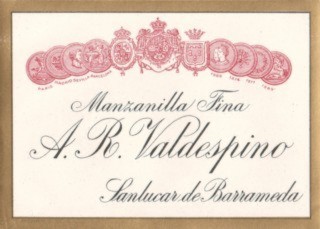 Manzanilla Fina
A. R. Valdespino
Sanlucar de Barrameda